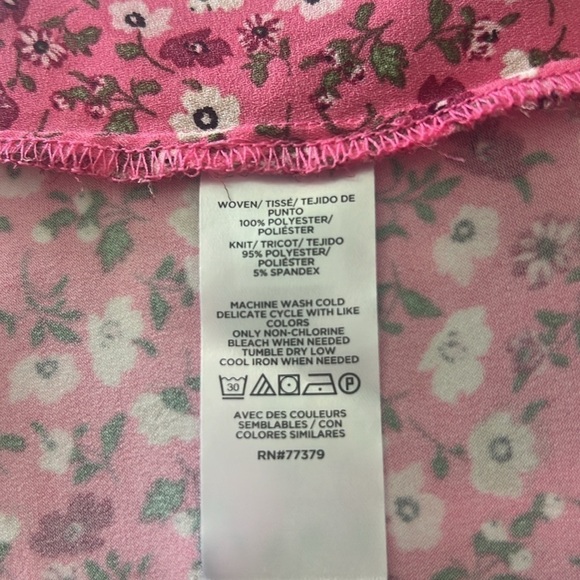 WOVEN/ TISSÉ/ TEJIDO DE
PUNTO
100% POLYESTER/
POLIÉSTER
KNIT/ TRICOT/ TEJIDO
95% POLYESTER/
POLIÉSTER
5% SPANDEX
MACHINE WASH COLD
DELICATE CYCLE WITH LIKE
COLORS
ONLY NON-CHLORINE
BLEACH WHEN NEEDED
TUMBLE DRY LOW
COOL IRON WHEN NEEDED
30 P
AVEC DES COULEURS
SEMBLABLES / CON
COLORES SIMILARES
RN#77379